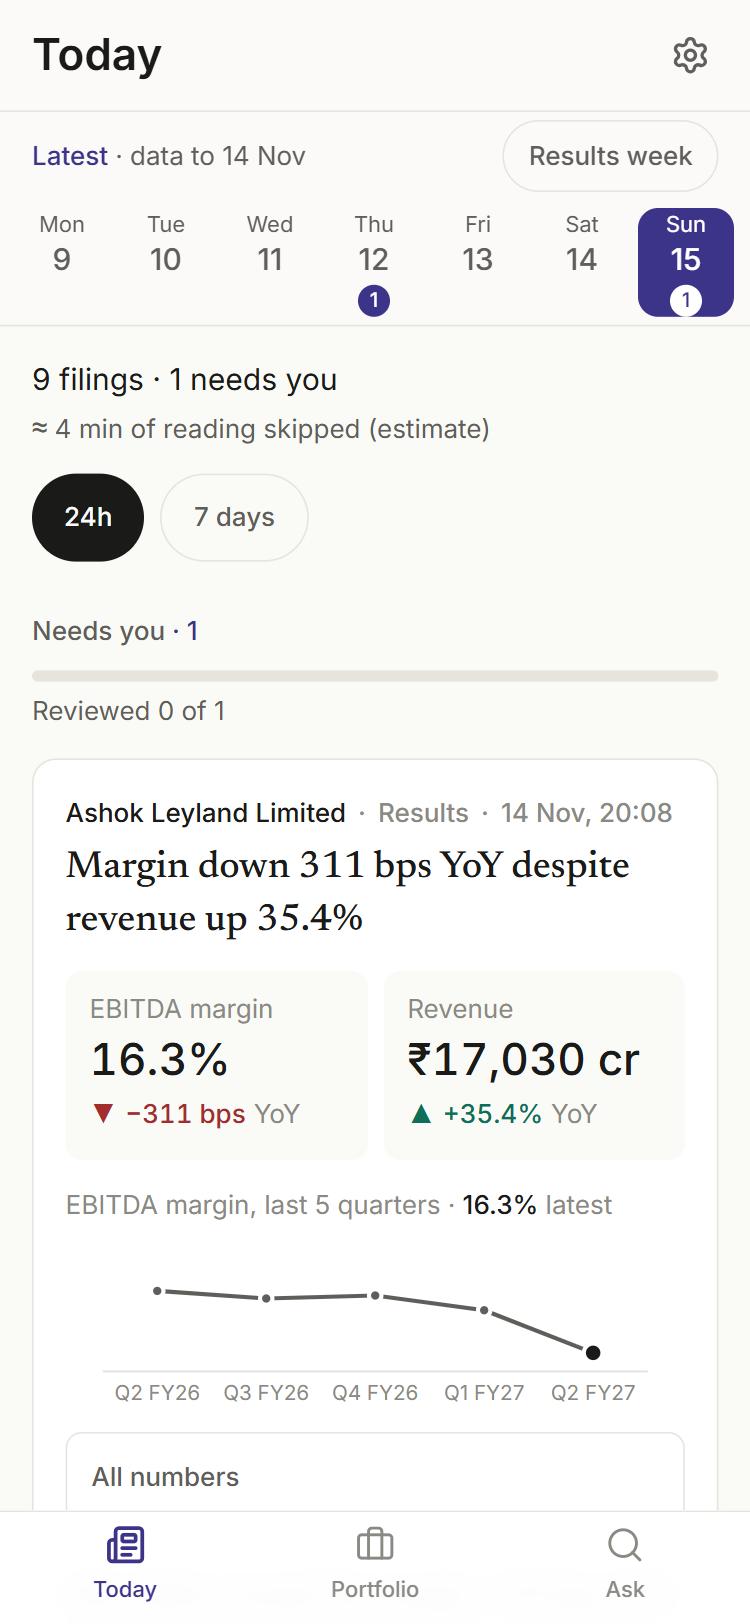 Today
Latest · data to 14 Nov
Results week
Mon Tue Wed Thu Fri Sat Sun
9 10 11 12 13 14 15
1 1
9 filings · 1 needs you
≈ 4 min of reading skipped (estimate)
24h 7 days
Needs you · 1
Reviewed 0 of 1
Ashok Leyland Limited · Results · 14 Nov, 20:08
Margin down 311 bps YoY despite
revenue up 35.4%
EBITDA margin
16.3%
▼ −311 bps YoY
Revenue
₹17,030 cr
▲ +35.4% YoY
EBITDA margin, last 5 quarters · 16.3% latest
Q2 FY26 Q3 FY26 Q4 FY26 Q1 FY27 Q2 FY27
All numbers
Today Portfolio Ask